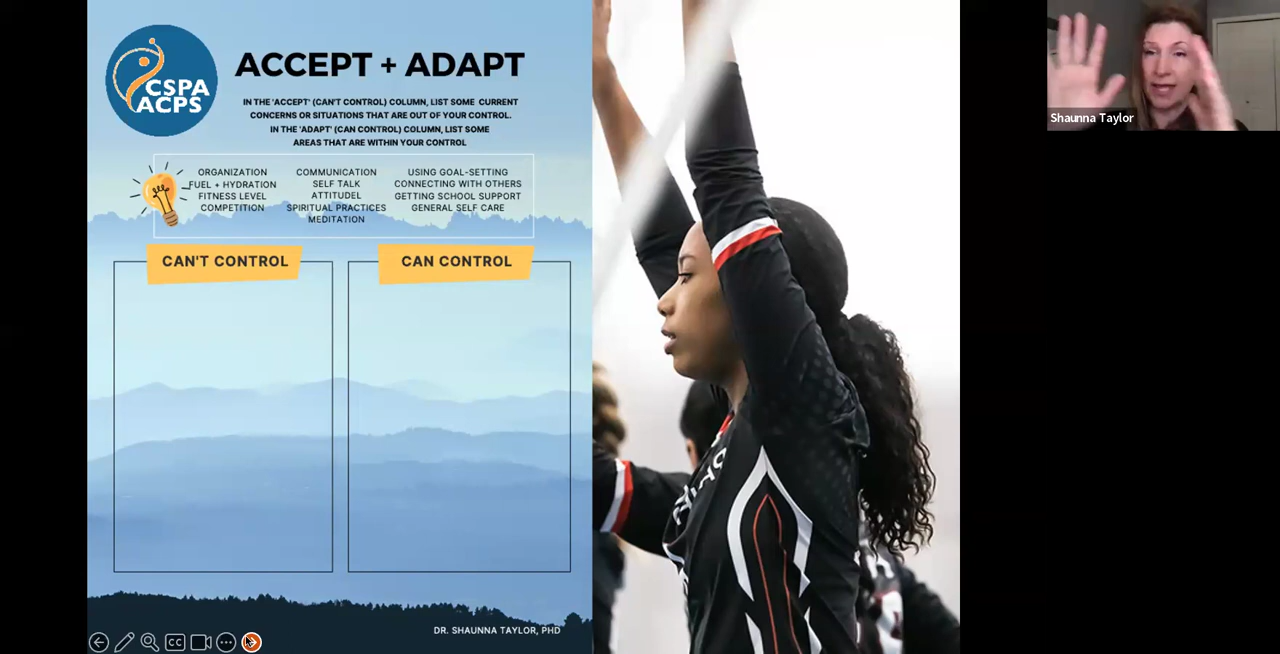 CSPA
ACPS
ACCEPT + ADAPT
IN THE 'ACCEPT' (CAN'T CONTROL) COLUMN, LIST SOME CURRENT
CONCERNS OR SITUATIONS THAT ARE OUT OF YOUR CONTROL.
IN THE 'ADAPT' (CAN CONTROL) COLUMN, LIST SOME
AREAS THAT ARE WITHIN YOUR CONTROL
ORGANIZATION
FUEL + HYDRATION
FITNESS LEVEL
COMPETITION
COMMUNICATION
SELF TALK
ATTITUDEL
SPIRITUAL PRACTICES
MEDITATION
USING GOAL-SETTING
CONNECTING WITH OTHERS
GETTING SCHOOL SUPPORT
GENERAL SELF CARE
CAN'T CONTROL
CAN CONTROL
DR. SHAUNNA TAYLOR, PHD
CC
Shaunna Taylor